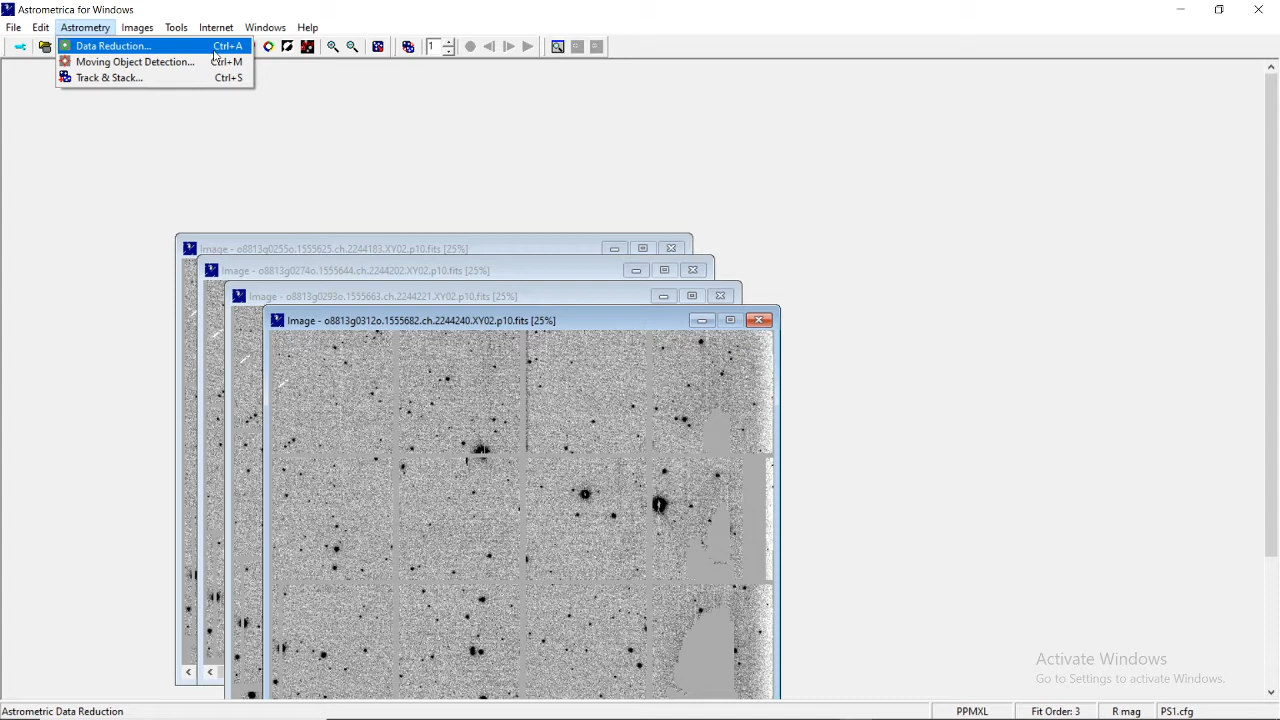 Astrometrica for Windows
File Edit Astrometry Images Tools Internet Windows Help
Data Reduction... Ctrl+A
1
Moving Object Detection... Ctrl+M
Track & Stack... Ctrl+S
Image - o8813g0255o.1555625.ch.2244183.XY02.p10.fits [25%]
Image - o8813g0274o.1555644.ch.2244202.XY02.p10.fits [25%]
Image - o8813g0293o.1555663.ch.2244221.XY02.p10.fits [25%]
Image - o8813g0312o.1555682.ch.2244240.XY02.p10.fits [25%]
Activate Windows
Go to Settings to activate Windows.
Astrometric Data Reduction PPMXL Fit Order: 3 R mag PS1.cfg